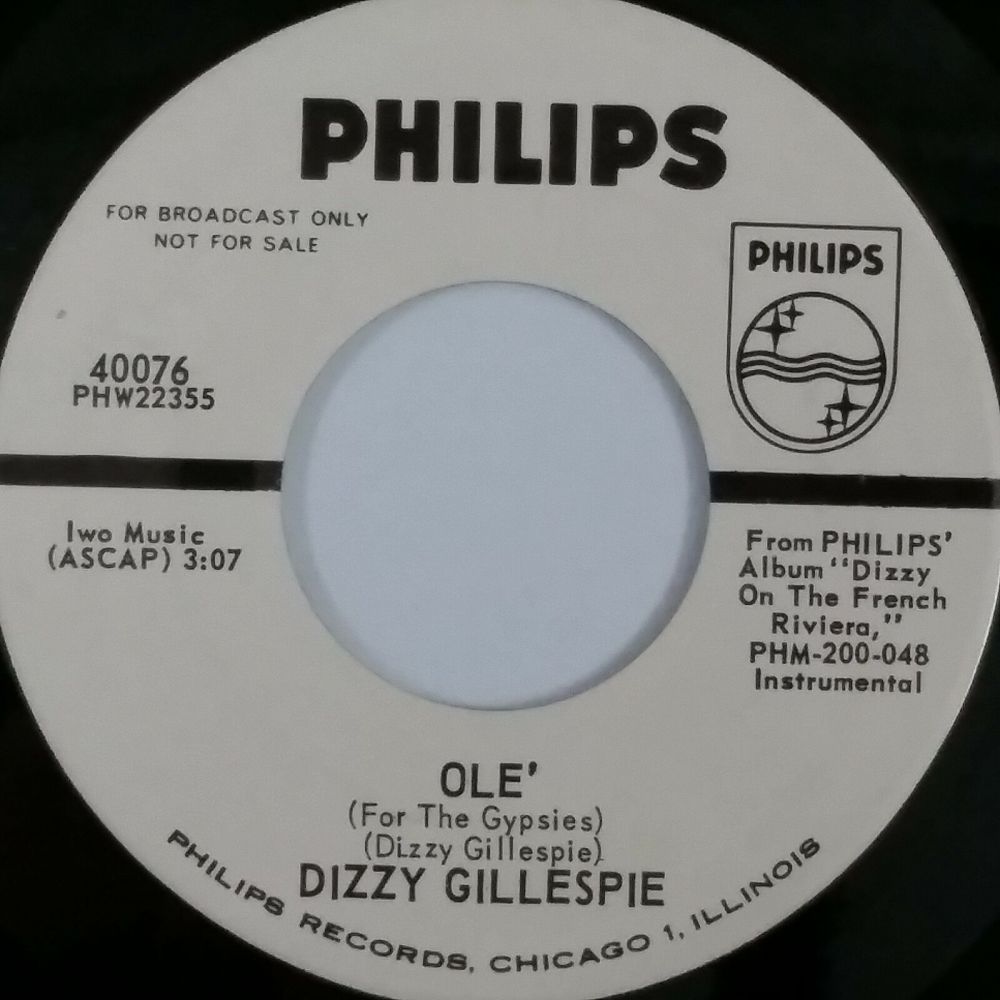 PHILIPS
FOR BROADCAST ONLY
NOT FOR SALE
PHILIPS
40076
PHW22355
Iwo Music
(ASCAP) 3:07
From PHILIPS'
Album "Dizzy
On The French
Riviera,"
PHM-200-048
Instrumental
OLE'
(For The Gypsies)
(Dizzy Gillespie)
DIZZY GILLESPIE
PHILIPS RECORDS, CHICAGO 1, ILLINOIS